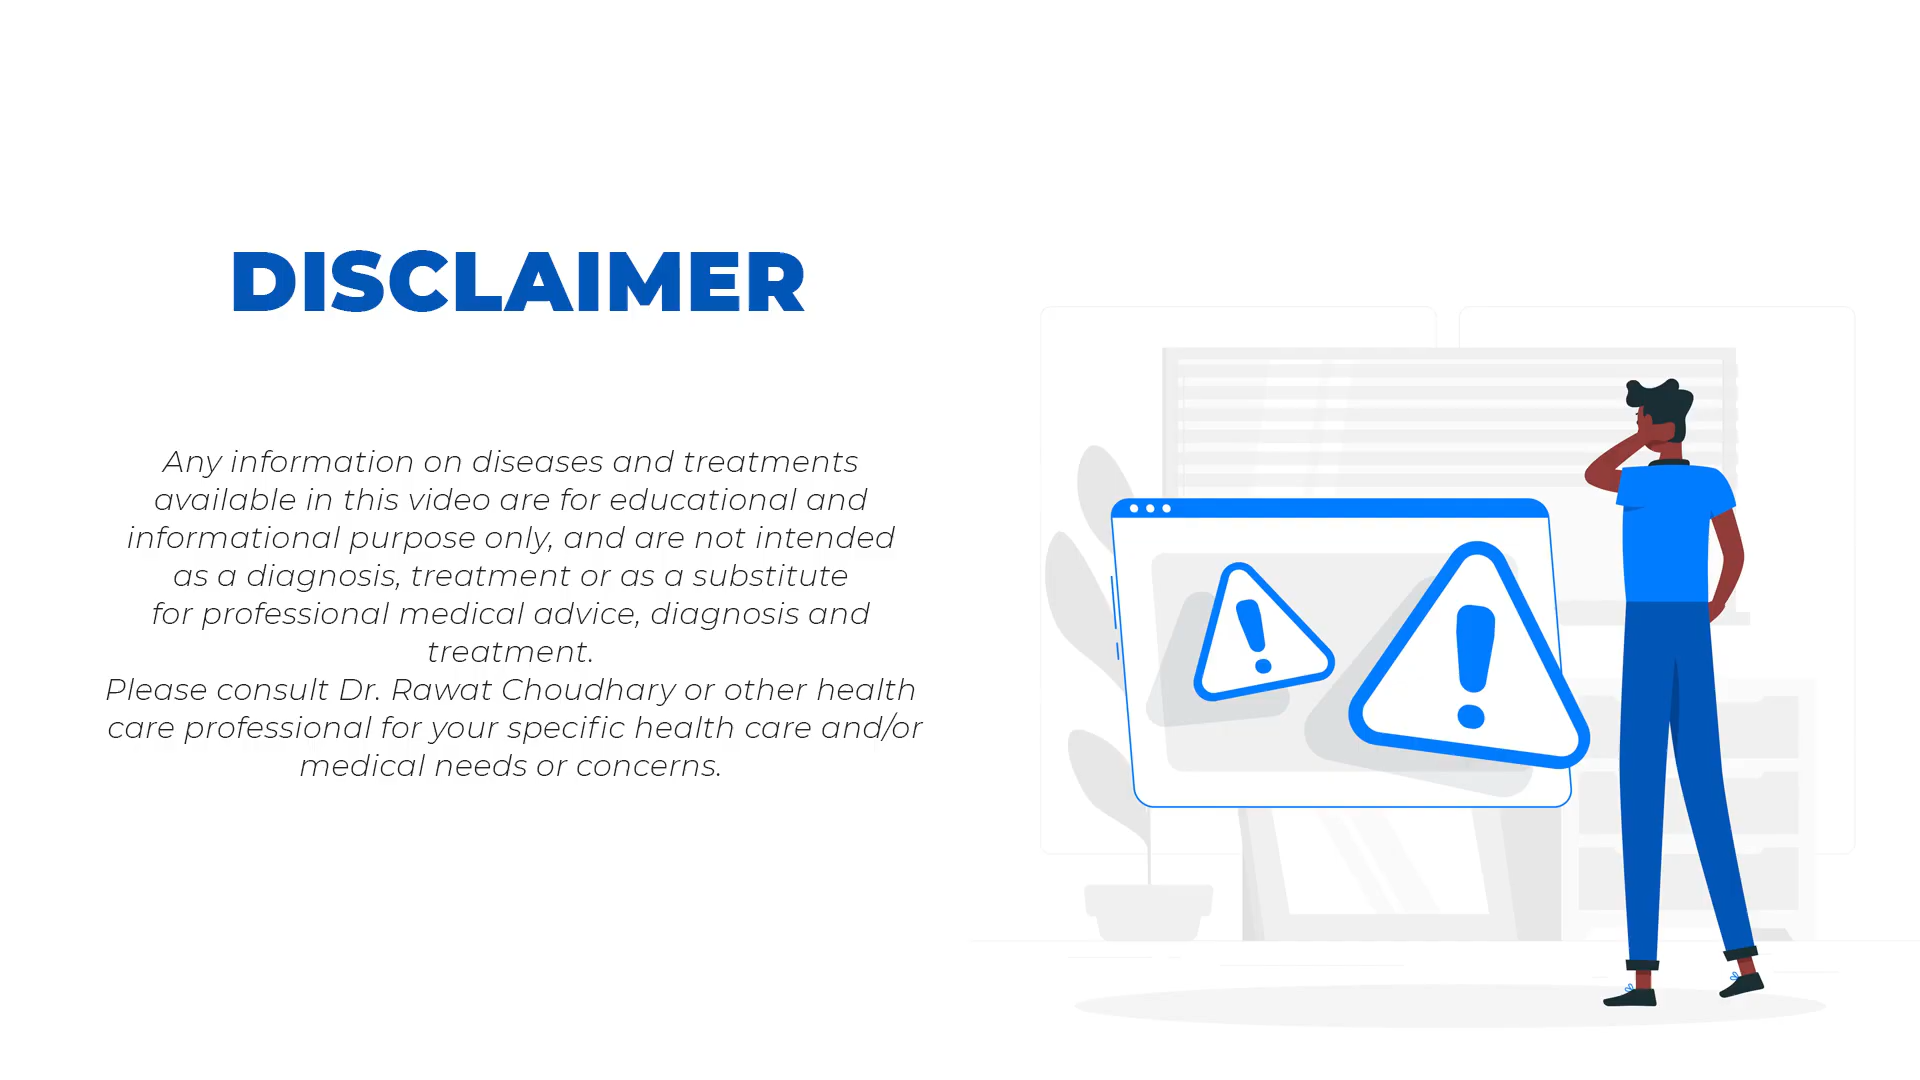 DISCLAIMER
Any information on diseases and treatments
available in this video are for educational and
informational purpose only, and are not intended
as a diagnosis, treatment or as a substitute
for professional medical advice, diagnosis and
treatment.
Please consult Dr. Rawat Choudhary or other health
care professional for your specific health care and/or
medical needs or concerns.